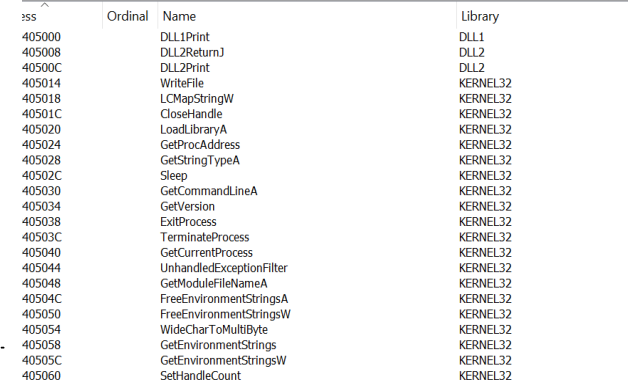 ess Ordinal Name Library
405000 DLL1Print DLL1
405008 DLL2ReturnJ DLL2
40500C DLL2Print DLL2
405014 WriteFile KERNEL32
405018 LCMapStringW KERNEL32
40501C CloseHandle KERNEL32
405020 LoadLibraryA KERNEL32
405024 GetProcAddress KERNEL32
405028 GetStringTypeA KERNEL32
40502C Sleep KERNEL32
405030 GetCommandLineA KERNEL32
405034 GetVersion KERNEL32
405038 ExitProcess KERNEL32
40503C TerminateProcess KERNEL32
405040 GetCurrentProcess KERNEL32
405044 UnhandledExceptionFilter KERNEL32
405048 GetModuleFileNameA KERNEL32
40504C FreeEnvironmentStringsA KERNEL32
405050 FreeEnvironmentStringsW KERNEL32
405054 WideCharToMultiByte KERNEL32
405058 GetEnvironmentStrings KERNEL32
40505C GetEnvironmentStringsW KERNEL32
405060 SetHandleCount KERNEL32